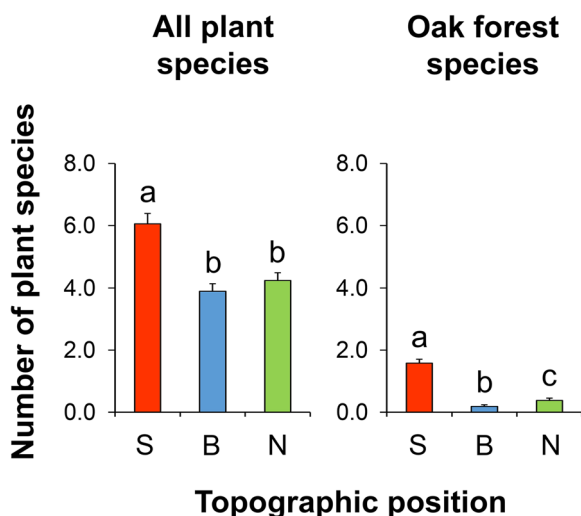 All plant
species
Oak forest
species
Number of plant species
8.0
6.0
4.0
2.0
0.0
a
b
b
S
B
N
8.0
6.0
4.0
2.0
0.0
a
b
c
S
B
N
Topographic position